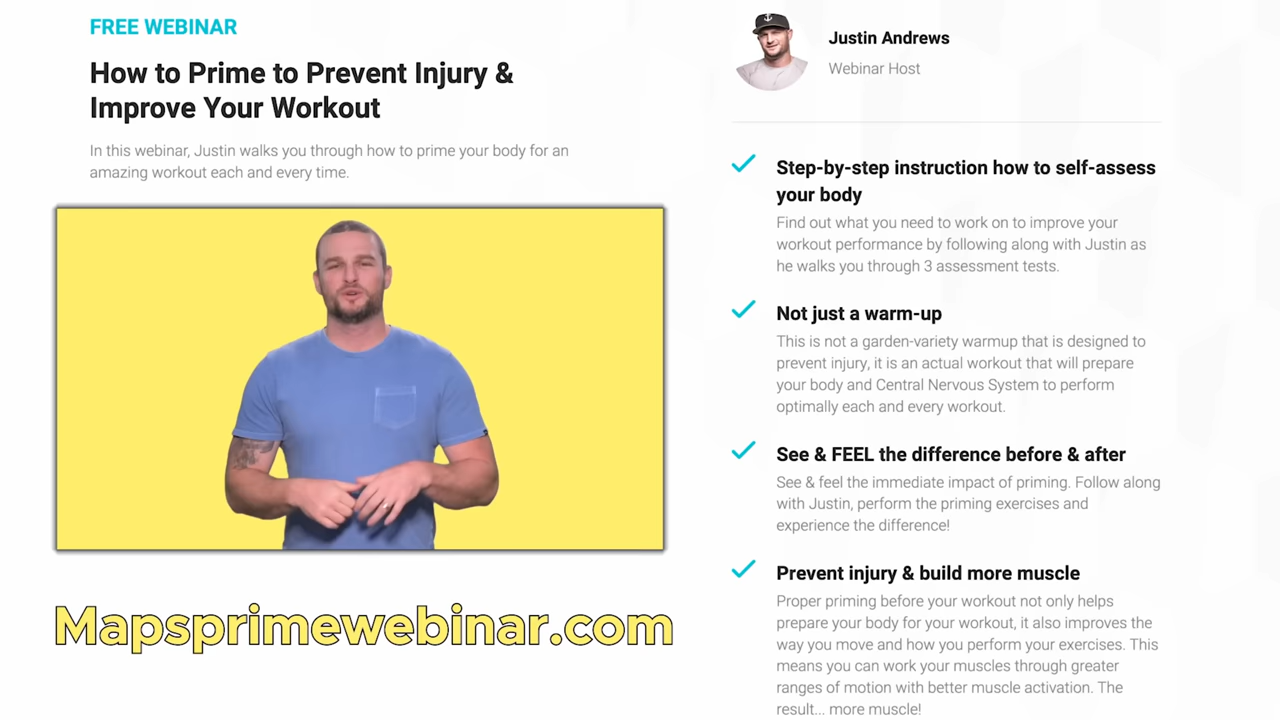 FREE WEBINAR
How to Prime to Prevent Injury &
Improve Your Workout
In this webinar, Justin walks you through how to prime your body for an
amazing workout each and every time.
Mapsprimewebinar.com
Justin Andrews
Webinar Host
Step-by-step instruction how to self-assess
your body
Find out what you need to work on to improve your
workout performance by following along with Justin as
he walks you through 3 assessment tests.
Not just a warm-up
This is not a garden-variety warmup that is designed to
prevent injury, it is an actual workout that will prepare
your body and Central Nervous System to perform
optimally each and every workout.
See & FEEL the difference before & after
See & feel the immediate impact of priming. Follow along
with Justin, perform the priming exercises and
experience the difference!
Prevent injury & build more muscle
Proper priming before your workout not only helps
prepare your body for your workout, it also improves the
way you move and how you perform your exercises. This
means you can work your muscles through greater
ranges of motion with better muscle activation. The
result... more muscle!